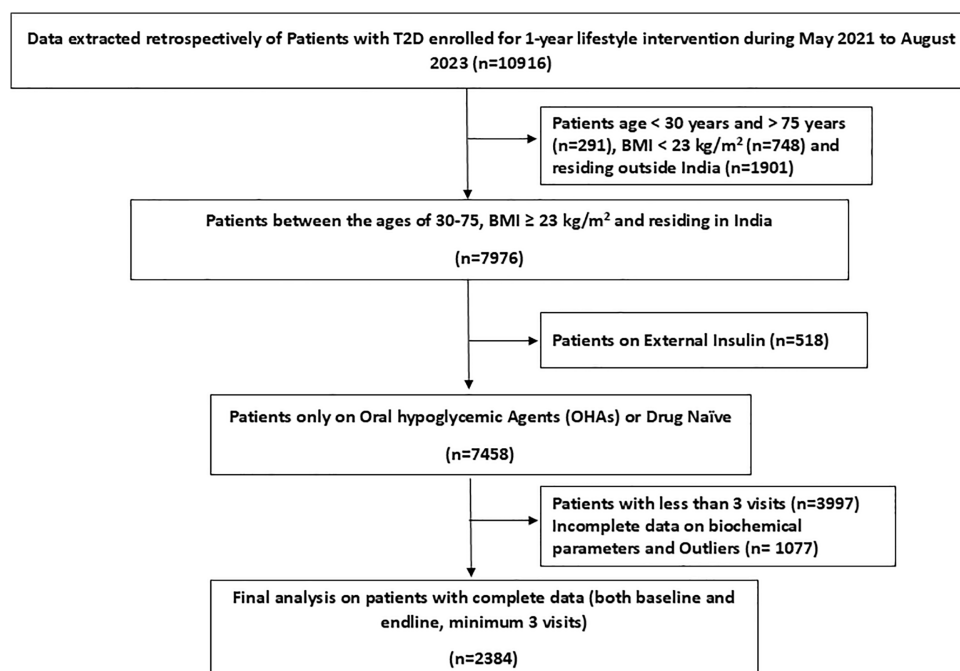 Data extracted retrospectively of Patients with T2D enrolled for 1-year lifestyle intervention during May 2021 to August
2023 (n=10916)
Patients age < 30 years and > 75 years
(n=291), BMI < 23 kg/m² (n=748) and
residing outside India (n=1901)
Patients between the ages of 30-75, BMI ≥ 23 kg/m² and residing in India
(n=7976)
Patients on External Insulin (n=518)
Patients only on Oral hypoglycemic Agents (OHAs) or Drug Naïve
(n=7458)
Patients with less than 3 visits (n=3997)
Incomplete data on biochemical
parameters and Outliers (n= 1077)
Final analysis on patients with complete data (both baseline and
endline, minimum 3 visits)
(n=2384)